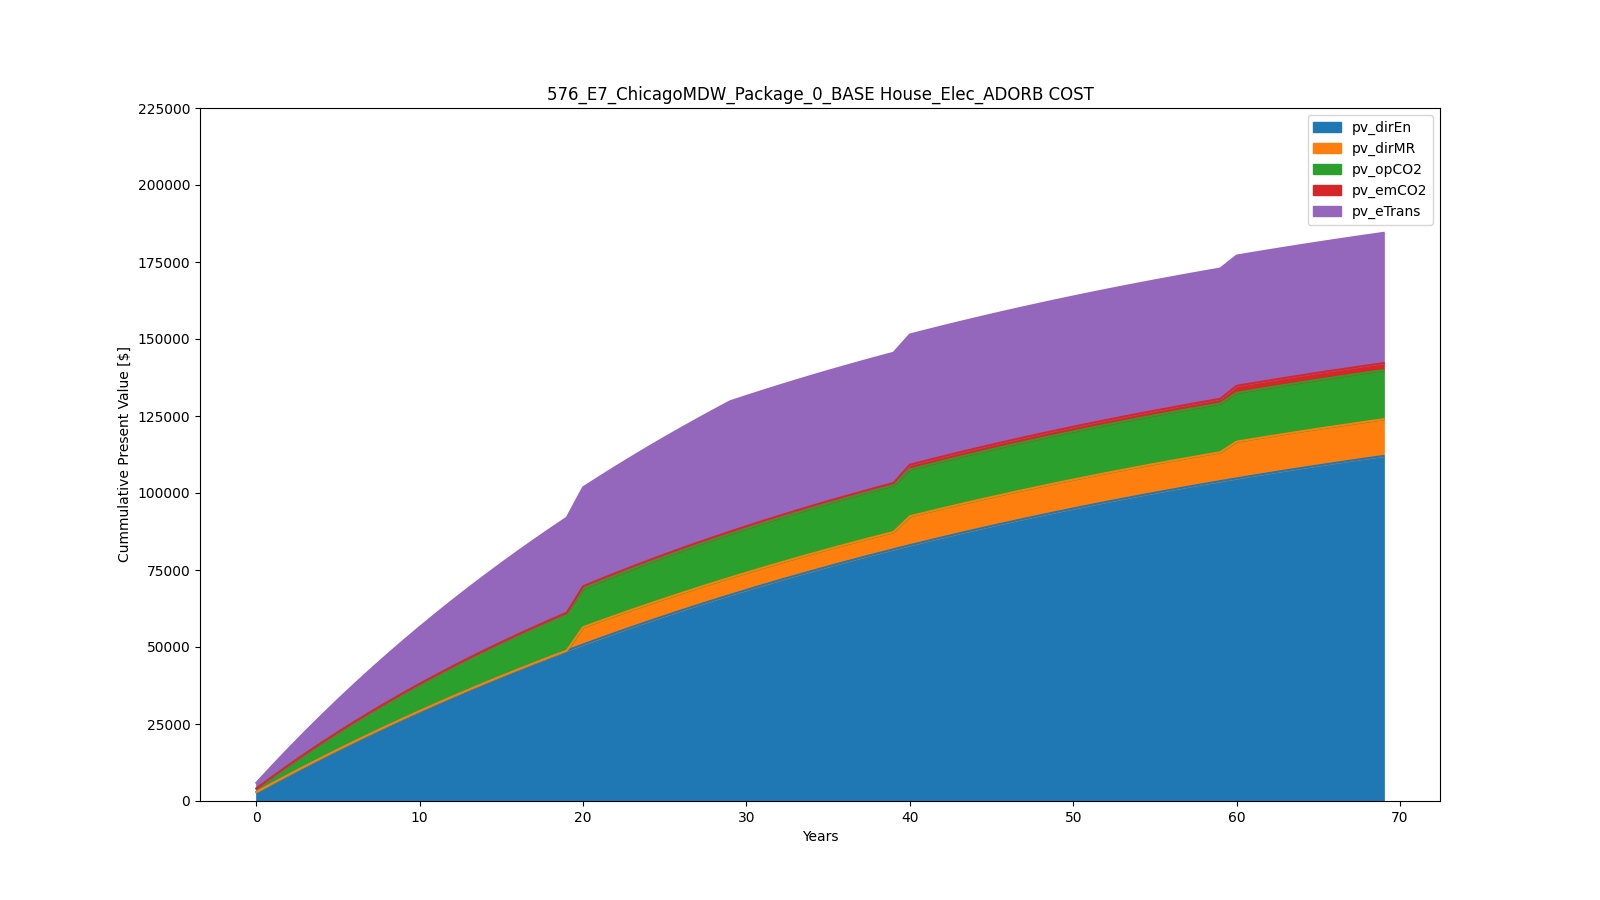 576_E7_ChicagoMDW_Package_0_BASE House_Elec_ADORB COST
225000
200000
175000
150000
125000
100000
75000
50000
25000
0
Cummulative Present Value [$]
pv_dirEn
pv_dirMR
pv_opCO2
pv_emCO2
pv_eTrans
0 10 20 30 40 50 60 70
Years